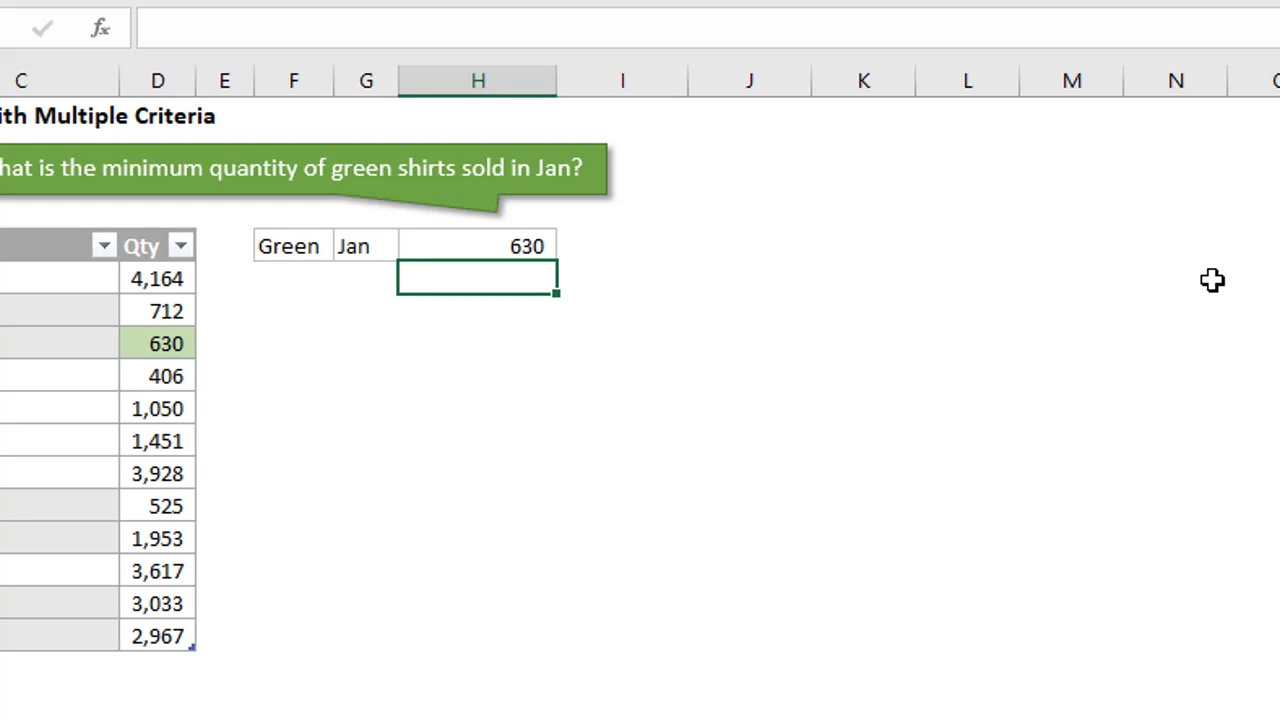 fx
C D E F G H I J K L M N
ith Multiple Criteria
hat is the minimum quantity of green shirts sold in Jan?
Qty Green Jan 630
4,164
712
630
406
1,050
1,451
3,928
525
1,953
3,617
3,033
2,967